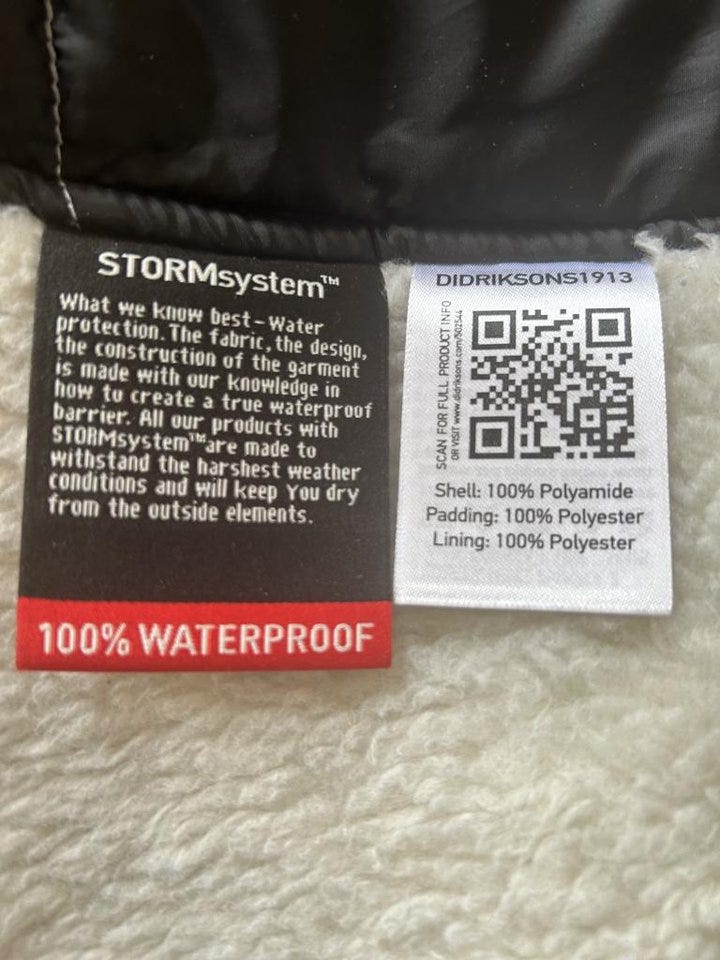 STORMsystem™
What we know best-Water
protection. The fabric, the design,
the construction of the garment
is made with our knowledge in
how to create a true waterproof
barrier. All our products with
STORMsystem™are made to
withstand the harshest weather
conditions and will keep You dry
from the outside elements.
100% WATERPROOF
DIDRIKSONS1913
SCAN FOR FULL PRODUCT INFO
OR VISIT www.didriksons.com/502544
Shell: 100% Polyamide
Padding: 100% Polyester
Lining: 100% Polyester